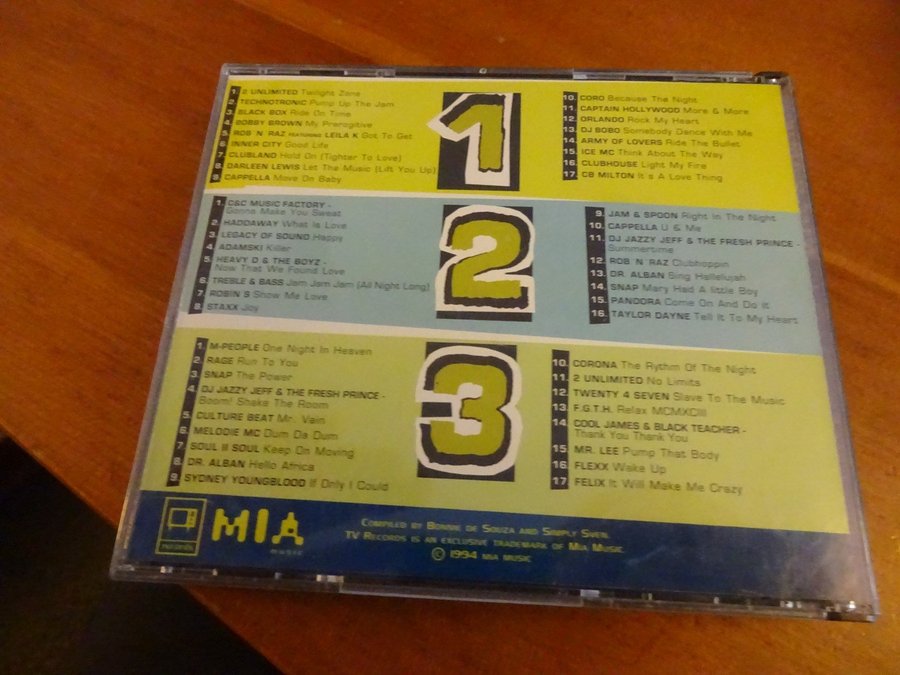 1
1. 2 UNLIMITED Twilight Zone
2. TECHNOTRONIC Pump Up The Jam
3. BLACK BOX Ride On Time
4. BOBBY BROWN My Prerogitive
5. ROB 'N' RAZ FEATURING LEILA K Got To Get
6. INNER CITY Good Life
7. CLUBLAND Hold On (Tighter To Love)
8. DARLEEN LEWIS Let The Music (Lift You Up)
9. CAPPELLA Move On Baby
10. CORO Because The Night
11. CAPTAIN HOLLYWOOD More & More
12. ORLANDO Rock My Heart
13. DJ BOBO Somebody Dance With Me
14. ARMY OF LOVERS Ride The Bullet
15. ICE MC Think About The Way
16. CLUBHOUSE Light My Fire
17. CB MILTON It s A Love Thing
2
1. C&C MUSIC FACTORY -
Gonna Make You Sweat
2. HADDAWAY What Is Love
3. LEGACY OF SOUND Happy
4. ADAMSKI Killer
5. HEAVY D & THE BOYZ -
Now That We Found Love
6. TREBLE & BASS Jam Jam Jam (All Night Long)
7. ROBIN S Show Me Love
8. STAXX Joy
9. JAM & SPOON Right In The Night
10. CAPPELLA U & Me
11. DJ JAZZY JEFF & THE FRESH PRINCE -
Summertime
12. ROB 'N' RAZ Clubhoppin
13. DR. ALBAN Sing Hallelujah
14. SNAP Mary Had A little Boy
15. PANDORA Come On And Do it
16. TAYLOR DAYNE Tell It To My Heart
3
1. M-PEOPLE One Night In Heaven
2. RAGE Run To You
3. SNAP The Power
4. DJ JAZZY JEFF & THE FRESH PRINCE -
Boom! Shake The Room
5. CULTURE BEAT Mr. Vain
6. MELODIE MC Dum Da Dum
7. SOUL II SOUL Keep On Moving
8. DR. ALBAN Hello Africa
9. SYDNEY YOUNGBLOOD If Only I Could
10. CORONA The Rythm Of The Night
11. 2 UNLIMITED No Limits
12. TWENTY 4 SEVEN Slave To The Music
13. F.G.T.H. Relax MCMXCIII
14. COOL JAMES & BLACK TEACHER -
Thank You Thank You
15. MR. LEE Pump That Body
16. FLEXX Wake Up
17. FELIX It Will Make Me Crazy
records
MIA
music
COMPILED BY BONNIE DE SOUZA AND SIMPLY SVEN.
TV RECORDS IS AN EXCLUSIVE TRADEMARK OF MIA MUSIC.
© 1994 MIA MUSIC